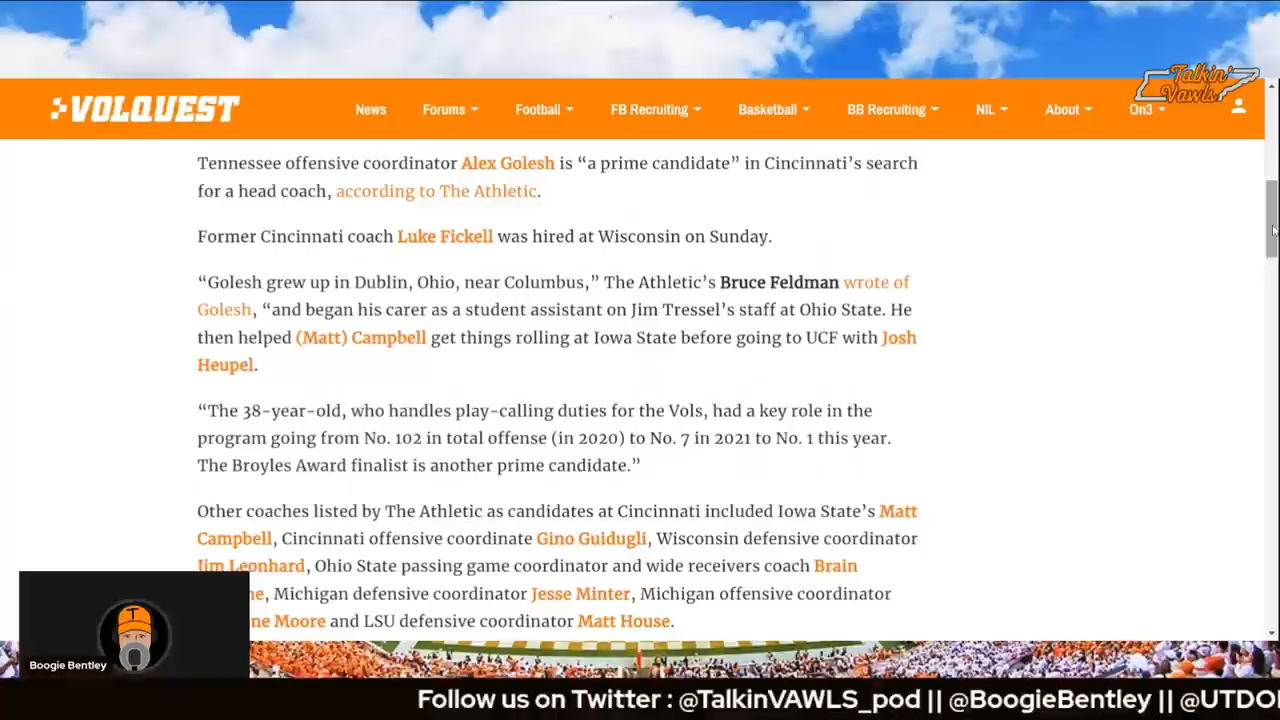 Talkin'
Vawls
VOLQUEST
News Forums Football FB Recruiting Basketball BB Recruiting NIL About On3
Tennessee offensive coordinator Alex Golesh is “a prime candidate” in Cincinnati’s search
for a head coach, according to The Athletic.
Former Cincinnati coach Luke Fickell was hired at Wisconsin on Sunday.
“Golesh grew up in Dublin, Ohio, near Columbus,” The Athletic’s Bruce Feldman wrote of
Golesh, “and began his carer as a student assistant on Jim Tressel’s staff at Ohio State. He
then helped (Matt) Campbell get things rolling at Iowa State before going to UCF with Josh
Heupel.
“The 38-year-old, who handles play-calling duties for the Vols, had a key role in the
program going from No. 102 in total offense (in 2020) to No. 7 in 2021 to No. 1 this year.
The Broyles Award finalist is another prime candidate.”
Other coaches listed by The Athletic as candidates at Cincinnati included Iowa State’s Matt
Campbell, Cincinnati offensive coordinate Gino Guidugli, Wisconsin defensive coordinator
Jim Leonhard, Ohio State passing game coordinator and wide receivers coach Brain
ne, Michigan defensive coordinator Jesse Minter, Michigan offensive coordinator
ne Moore and LSU defensive coordinator Matt House.
T
Boogie Bentley
Follow us on Twitter : @TalkinVAWLS_pod || @BoogieBentley || @UTDO